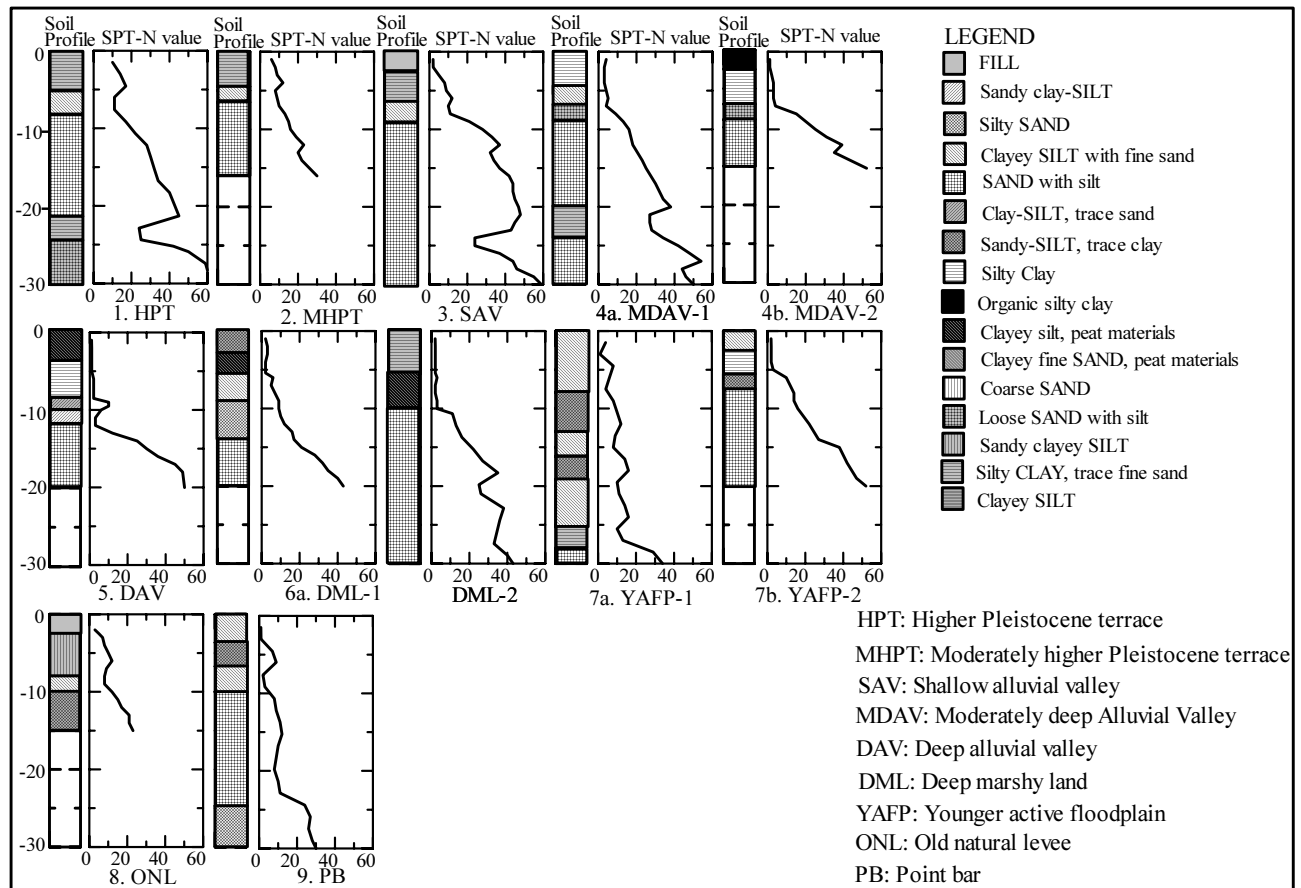 Soil Profile SPT-N value Soil Profile Soil Profile SPT-N value Soil Profile SPT-N value Soil Profile SPT-N value
LEGEND
FILL
Sandy clay-SILT
Silty SAND
Clayey SILT with fine sand
SAND with silt
Clay-SILT, trace sand
Sandy-SILT, trace clay
Silty Clay
Organic silty clay
Clayey silt, peat materials
Clayey fine SAND, peat materials
Coarse SAND
Loose SAND with silt
Sandy clayey SILT
Silty CLAY, trace fine sand
Clayey SILT
0
-10
-20
-30
0 20 40 60 0 20 40 60 0 20 40 60 0 20 40 60 0 20 40 60
1. HPT 2. MHPT 3. SAV 4a. MDAV-1 4b. MDAV-2
0
-10
-20
-30
0 20 40 60 0 20 40 60 0 20 40 60 0 20 40 60 0 20 40 60
5. DAV 6a. DML-1 DML-2 7a. YAFP-1 7b. YAFP-2
0
-10
-20
-30
0 20 40 60 0 20 40 60
8. ONL 9. PB
HPT: Higher Pleistocene terrace
MHPT: Moderately higher Pleistocene terrace
SAV: Shallow alluvial valley
MDAV: Moderately deep Alluvial Valley
DAV: Deep alluvial valley
DML: Deep marshy land
YAFP: Younger active floodplain
ONL: Old natural levee
PB: Point bar